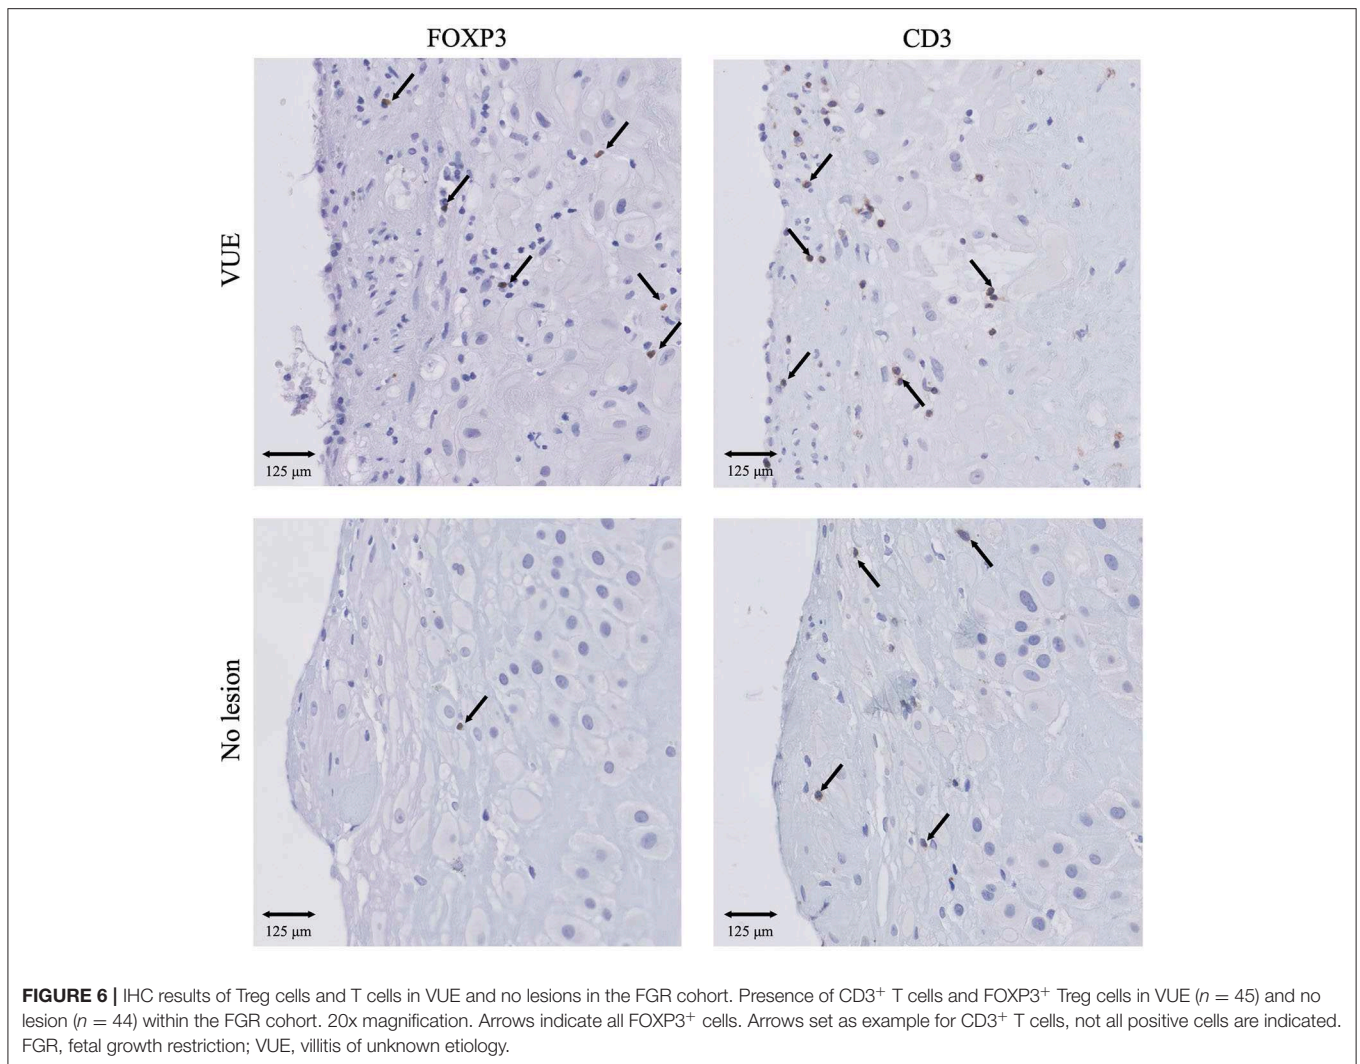 FOXP3
CD3
VUE
125 µm
125 µm
No lesion
125 µm
125 µm
FIGURE 6 | IHC results of Treg cells and T cells in VUE and no lesions in the FGR cohort. Presence of CD3+ T cells and FOXP3+ Treg cells in VUE (n = 45) and no
lesion (n = 44) within the FGR cohort. 20x magnification. Arrows indicate all FOXP3+ cells. Arrows set as example for CD3+ T cells, not all positive cells are indicated.
FGR, fetal growth restriction; VUE, villitis of unknown etiology.